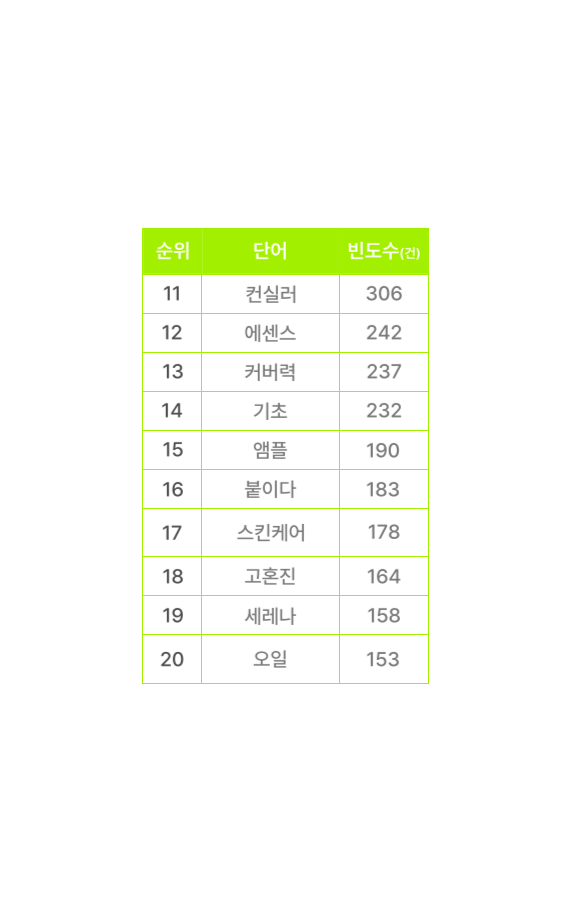 순위 단어 빈도수(건)
11 컨실러 306
12 에센스 242
13 커버력 237
14 기초 232
15 앰플 190
16 붙이다 183
17 스킨케어 178
18 고혼진 164
19 세레나 158
20 오일 153